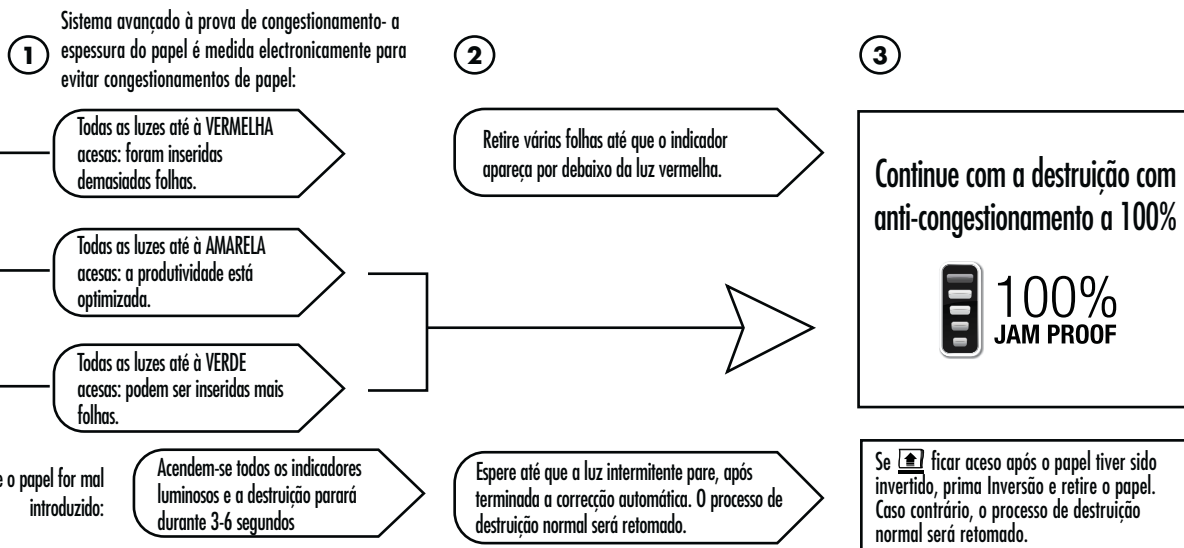 1
Sistema avançado à prova de congestionamento- a
espessura do papel é medida electronicamente para
evitar congestionamentos de papel:
2
3
Todas as luzes até à VERMELHA
acesas: foram inseridas
demasiadas folhas.
Retire várias folhas até que o indicador
apareça por debaixo da luz vermelha.
Continue com a destruição com
anti-congestionamento a 100%
100%
JAM PROOF
Todas as luzes até à AMARELA
acesas: a produtividade está
optimizada.
Todas as luzes até à VERDE
acesas: podem ser inseridas mais
folhas.
e o papel for mal
introduzido:
Acendem-se todos os indicadores
luminosos e a destruição parará
durante 3-6 segundos
Espere até que a luz intermitente pare, após
terminada a correcção automática. O processo de
destruição normal será retomado.
Se ficar aceso após o papel tiver sido
invertido, prima Inversão e retire o papel.
Caso contrário, o processo de destruição
normal será retomado.